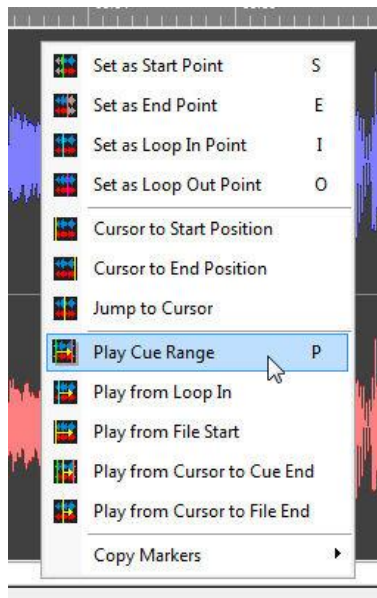 Set as Start Point S
Set as End Point E
Set as Loop In Point I
Set as Loop Out Point O
Cursor to Start Position
Cursor to End Position
Jump to Cursor
Play Cue Range P
Play from Loop In
Play from File Start
Play from Cursor to Cue End
Play from Cursor to File End
Copy Markers